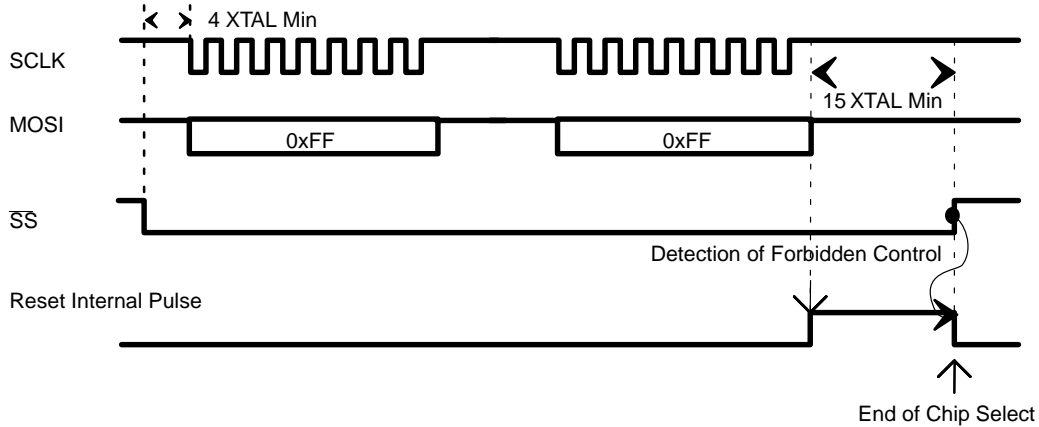 4 XTAL Min
SCLK
15 XTAL Min
MOSI
0xFF
0xFF
SS
Detection of Forbidden Control
Reset Internal Pulse
End of Chip Select